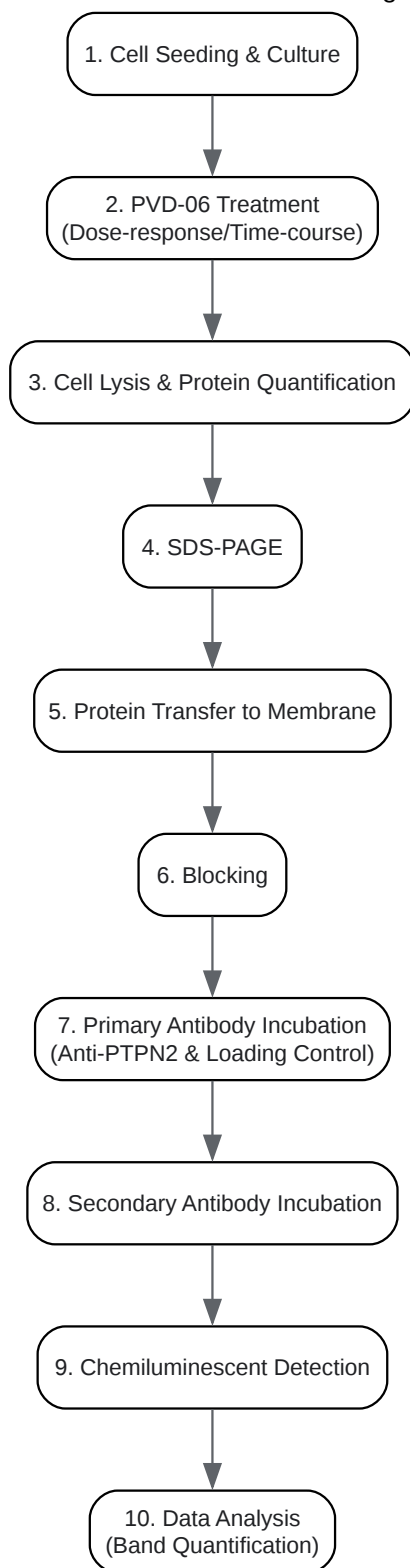 1. Cell Seeding & Culture
2. PVD-06 Treatment
(Dose-response/Time-course)
3. Cell Lysis & Protein Quantification
4. SDS-PAGE
5. Protein Transfer to Membrane
6. Blocking
7. Primary Antibody Incubation
(Anti-PTPN2 & Loading Control)
8. Secondary Antibody Incubation
9. Chemiluminescent Detection
10. Data Analysis
(Band Quantification)